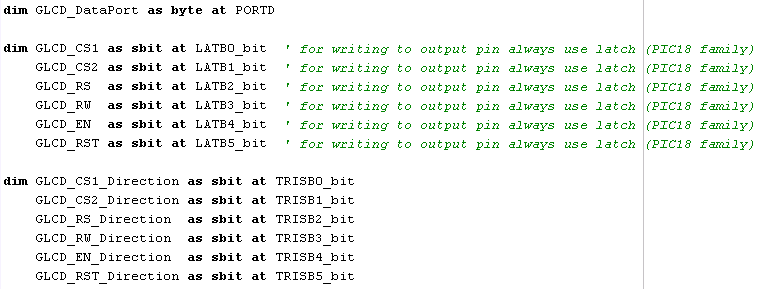 dim GLCD_DataPort as byte at PORTD
dim GLCD_CS1 as sbit at LATB0_bit ' for writing to output pin always use latch (PIC18 family)
GLCD_CS2 as sbit at LATB1_bit ' for writing to output pin always use latch (PIC18 family)
GLCD_RS as sbit at LATB2_bit ' for writing to output pin always use latch (PIC18 family)
GLCD_RW as sbit at LATB3_bit ' for writing to output pin always use latch (PIC18 family)
GLCD_EN as sbit at LATB4_bit ' for writing to output pin always use latch (PIC18 family)
GLCD_RST as sbit at LATB5_bit ' for writing to output pin always use latch (PIC18 family)
dim GLCD_CS1_Direction as sbit at TRISB0_bit
GLCD_CS2_Direction as sbit at TRISB1_bit
GLCD_RS_Direction as sbit at TRISB2_bit
GLCD_RW_Direction as sbit at TRISB3_bit
GLCD_EN_Direction as sbit at TRISB4_bit
GLCD_RST_Direction as sbit at TRISB5_bit